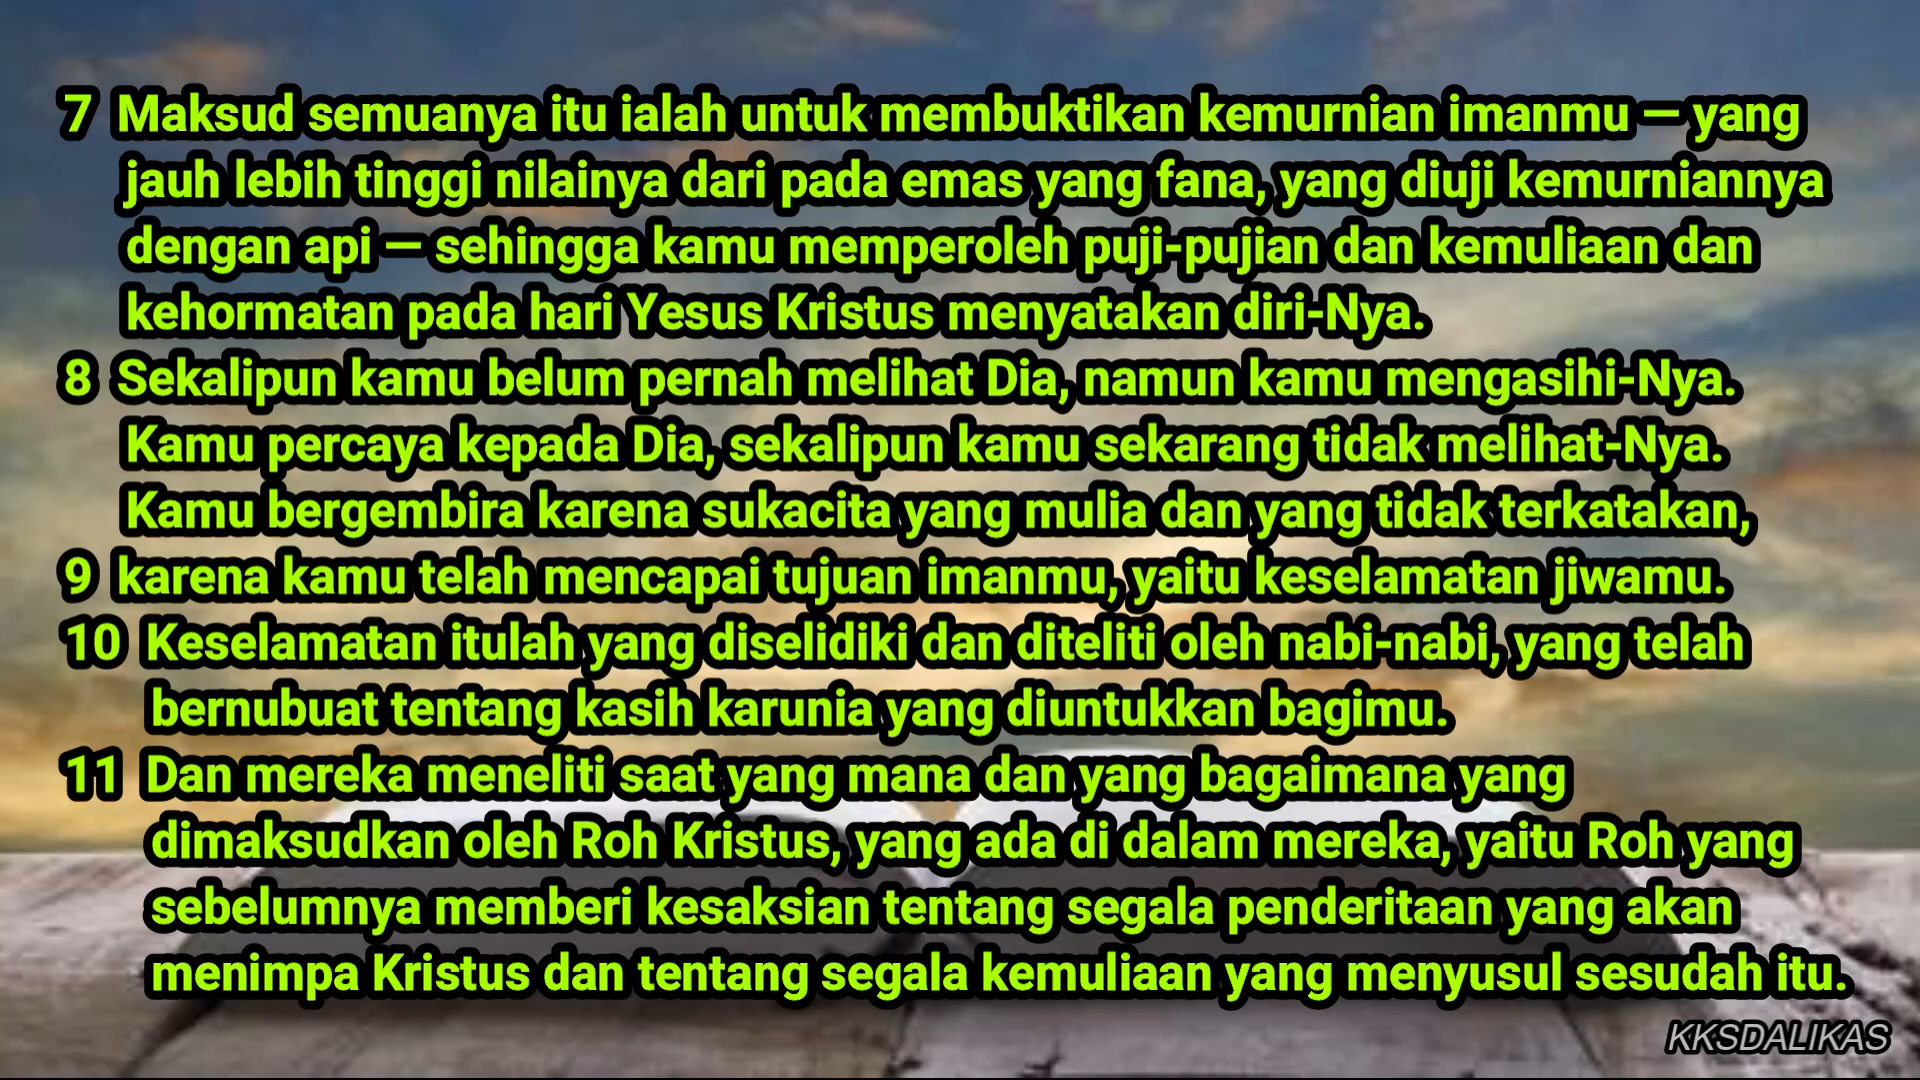 7 Maksud semuanya itu ialah untuk membuktikan kemurnian imanmu — yang
jauh lebih tinggi nilainya dari pada emas yang fana, yang diuji kemurniannya
dengan api — sehingga kamu memperoleh puji-pujian dan kemuliaan dan
kehormatan pada hari Yesus Kristus menyatakan diri-Nya.
8 Sekalipun kamu belum pernah melihat Dia, namun kamu mengasihi-Nya.
Kamu percaya kepada Dia, sekalipun kamu sekarang tidak melihat-Nya.
Kamu bergembira karena sukacita yang mulia dan yang tidak terkatakan,
9 karena kamu telah mencapai tujuan imanmu, yaitu keselamatan jiwamu.
10 Keselamatan itulah yang diselidiki dan diteliti oleh nabi-nabi, yang telah
bernubuat tentang kasih karunia yang diuntukkan bagimu.
11 Dan mereka meneliti saat yang mana dan yang bagaimana yang
dimaksudkan oleh Roh Kristus, yang ada di dalam mereka, yaitu Roh yang
sebelumnya memberi kesaksian tentang segala penderitaan yang akan
menimpa Kristus dan tentang segala kemuliaan yang menyusul sesudah itu.
KKSDALIKAS